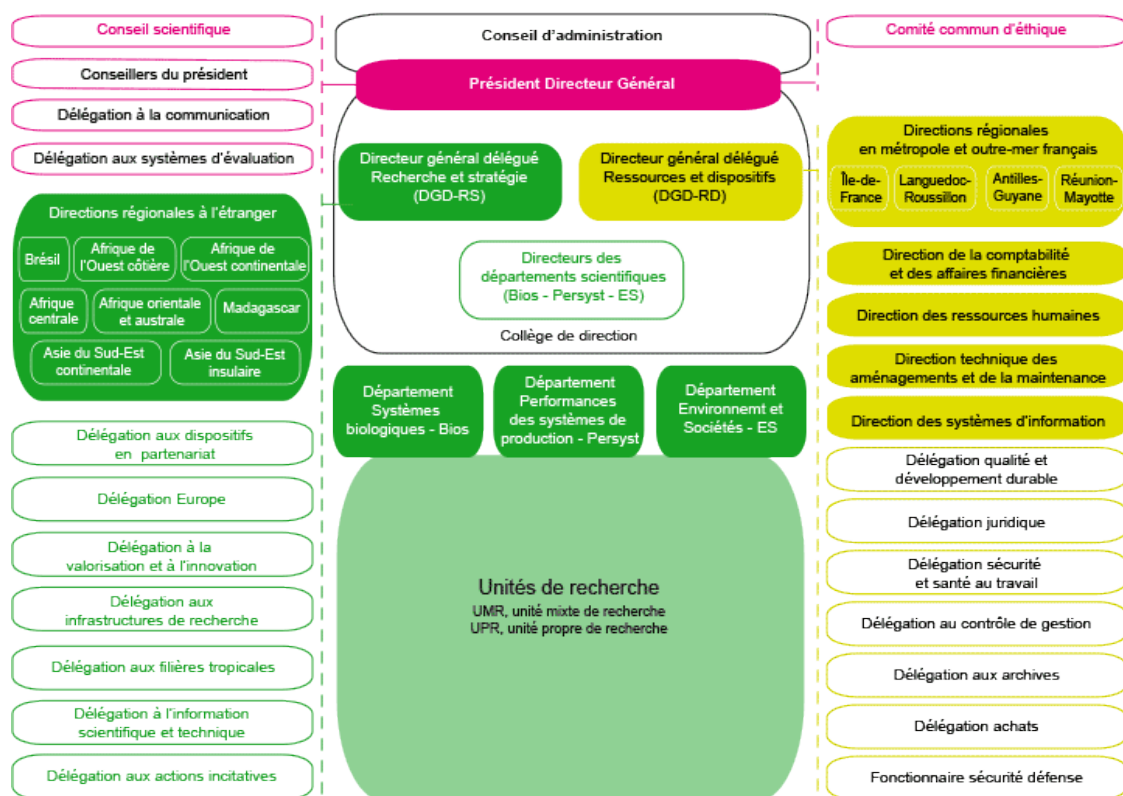 Conseil scientifique
Conseillers du président
Délégation à la communication
Délégation aux systèmes d'évaluation
Directions régionales à l'étranger
Brésil
Afrique de
l'Ouest côtière
Afrique de
l'Ouest continentale
Afrique
centrale
Afrique orientale
et australe
Madagascar
Asie du Sud-Est
continentale
Asie du Sud-Est
insulaire
Délégation aux dispositifs
en partenariat
Délégation Europe
Délégation à la
valorisation et à l'innovation
Délégation aux
infrastructures de recherche
Délégation aux filières tropicales
Délégation à l'information
scientifique et technique
Délégation aux actions incitatives
Conseil d'administration
Président Directeur Général
Directeur général délégué
Recherche et stratégie
(DGD-RS)
Directeur général délégué
Ressources et dispositifs
(DGD-RD)
Directeurs des
départements scientifiques
(Bios - Persyst - ES)
Collège de direction
Département
Systèmes
biologiques - Bios
Département
Performances
des systèmes de
production - Persyst
Département
Environnemt et
Sociétés - ES
Unités de recherche
UMR, unité mixte de recherche
UPR, unité propre de recherche
Comité commun d'éthique
Directions régionales
en métropole et outre-mer français
Île-de-
France
Languedoc-
Roussillon
Antilles-
Guyane
Réunion-
Mayotte
Direction de la comptabilité
et des affaires financières
Direction des ressources humaines
Direction technique des
aménagements et de la maintenance
Direction des systèmes d'information
Délégation qualité et
développement durable
Délégation juridique
Délégation sécurité
et santé au travail
Délégation au contrôle de gestion
Délégation aux archives
Délégation achats
Fonctionnaire sécurité défense